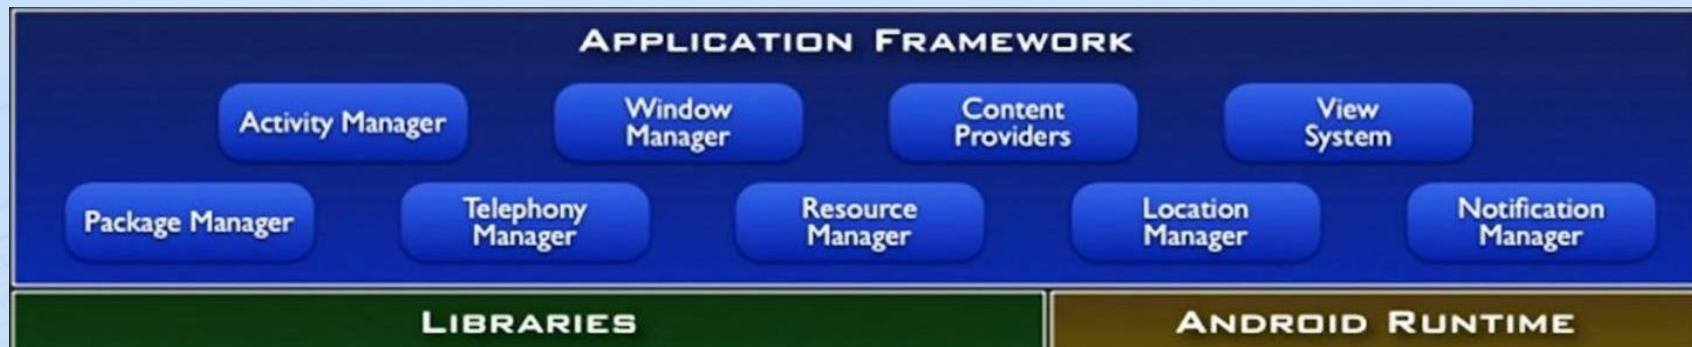 APPLICATION FRAMEWORK
Activity Manager
Window
Manager
Content
Providers
View
System
Package Manager
Telephony
Manager
Resource
Manager
Location
Manager
Notification
Manager
LIBRARIES
ANDROID RUNTIME